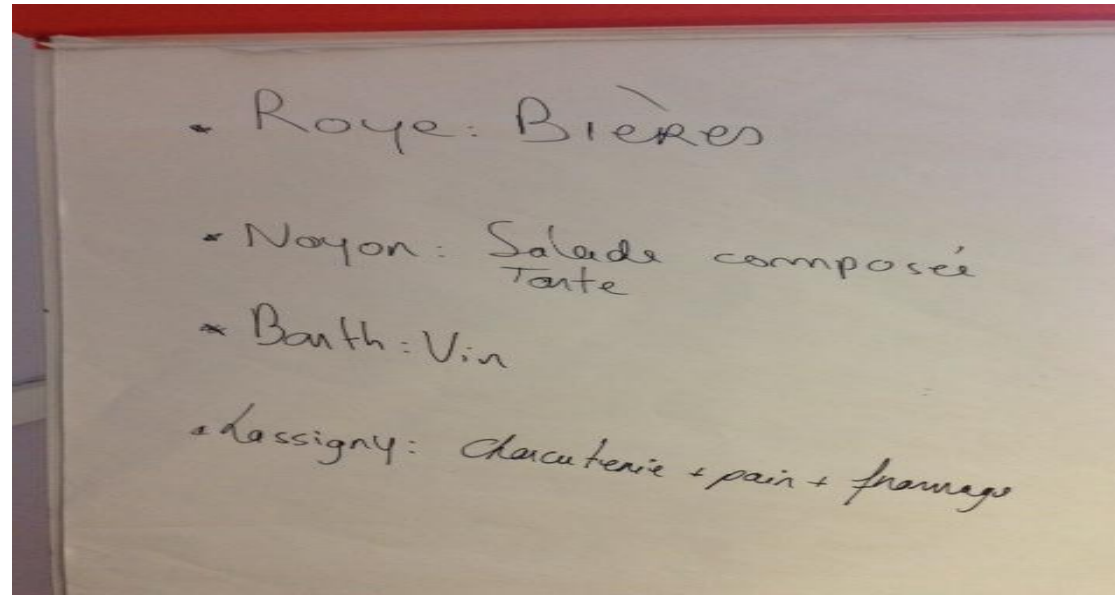 * Roye: Bières
* Noyon: Salade composée
Tarte
* Barth: Vin
* Lassigny: charcuterie + pain + fromage